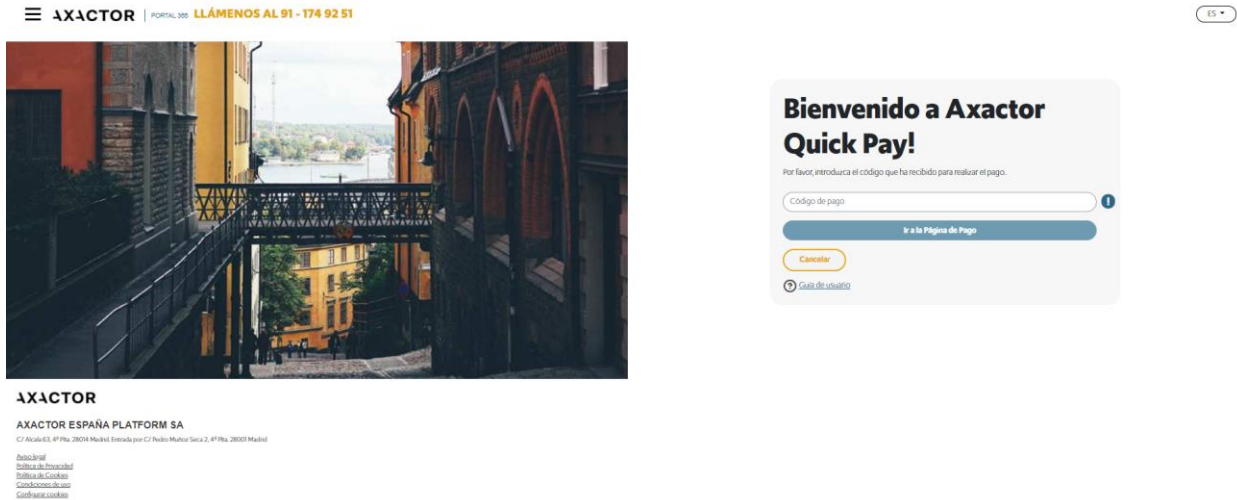 AXACTOR | PORTAL 365 LLÁMENOS AL 91 - 174 92 51
ES
Bienvenido a Axactor
Quick Pay!
Por favor, introduzca el código que ha recibido para realizar el pago.
Código de pago
Ir a la Página de Pago
Cancelar
Guía de usuario
AXACTOR
AXACTOR ESPAÑA PLATFORM SA
C/ Alcala 63, 4ª Plta. 28014 Madrid. Entrada por C/ Pedro Muñoz Seca 2, 4ª Plta. 28001 Madrid
Aviso legal
Política de Privacidad
Política de Cookies
Condiciones de uso
Configurar cookies